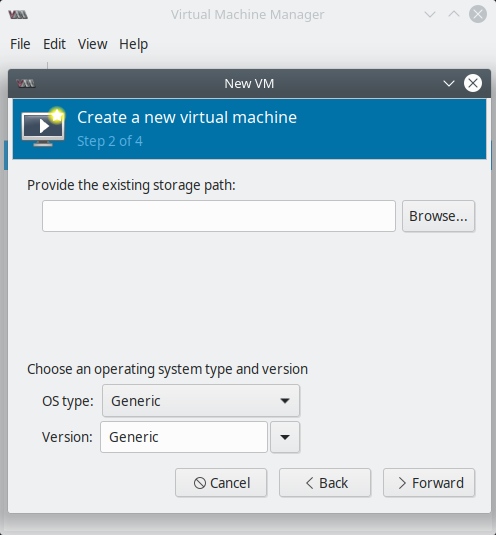 Virtual Machine Manager
File Edit View Help
New VM
Create a new virtual machine
Step 2 of 4
Provide the existing storage path:
Browse...
Choose an operating system type and version
OS type: Generic
Version: Generic
Cancel Back Forward